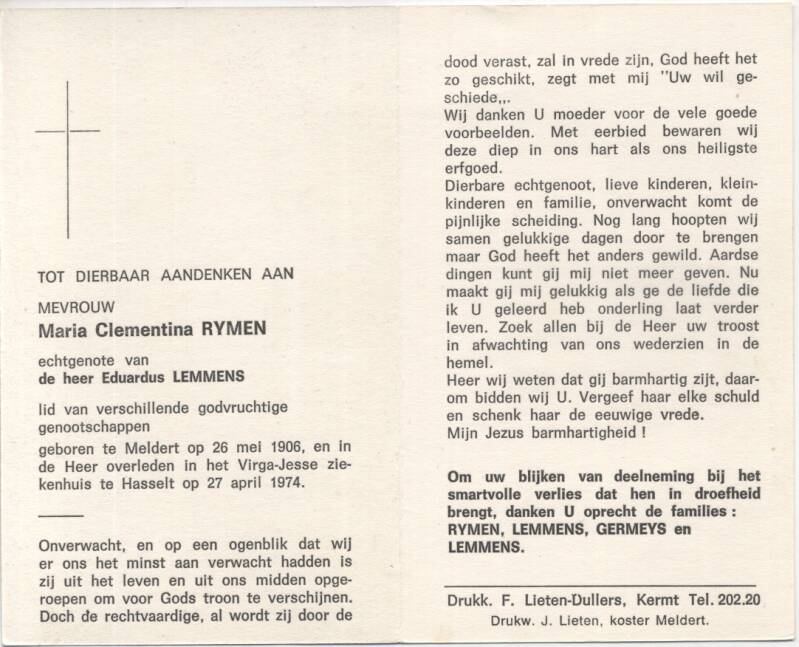 TOT DIERBAAR AANDENKEN AAN
MEVROUW
Maria Clementina RYMEN
echtgenote van
de heer Eduardus LEMMENS
lid van verschillende godvruchtige
genootschappen
geboren te Meldert op 26 mei 1906, en in
de Heer overleden in het Virga-Jesse zie-
kenhuis te Hasselt op 27 april 1974.
Onverwacht, en op een ogenblik dat wij
er ons het minst aan verwacht hadden is
zij uit het leven en uit ons midden opge-
roepen om voor Gods troon te verschijnen.
Doch de rechtvaardige, al wordt zij door de
dood verast, zal in vrede zijn, God heeft het
zo geschikt, zegt met mij "Uw wil ge-
schiede,,.
Wij danken U moeder voor de vele goede
voorbeelden. Met eerbied bewaren wij
deze diep in ons hart als ons heiligste
erfgoed.
Dierbare echtgenoot, lieve kinderen, klein-
kinderen en familie, onverwacht komt de
pijnlijke scheiding. Nog lang hoopten wij
samen gelukkige dagen door te brengen
maar God heeft het anders gewild. Aardse
dingen kunt gij mij niet meer geven. Nu
maakt gij mij gelukkig als ge de liefde die
ik U geleerd heb onderling laat verder
leven. Zoek allen bij de Heer uw troost
in afwachting van ons wederzien in de
hemel.
Heer wij weten dat gij barmhartig zijt, daar-
om bidden wij U. Vergeef haar elke schuld
en schenk haar de eeuwige vrede.
Mijn Jezus barmhartigheid !
Om uw blijken van deelneming bij het
smartvolle verlies dat hen in droefheid
brengt, danken U oprecht de families :
RYMEN, LEMMENS, GERMEYS en
LEMMENS.
Drukk. F. Lieten-Dullers, Kermt Tel. 202.20
Drukw. J. Lieten, koster Meldert.